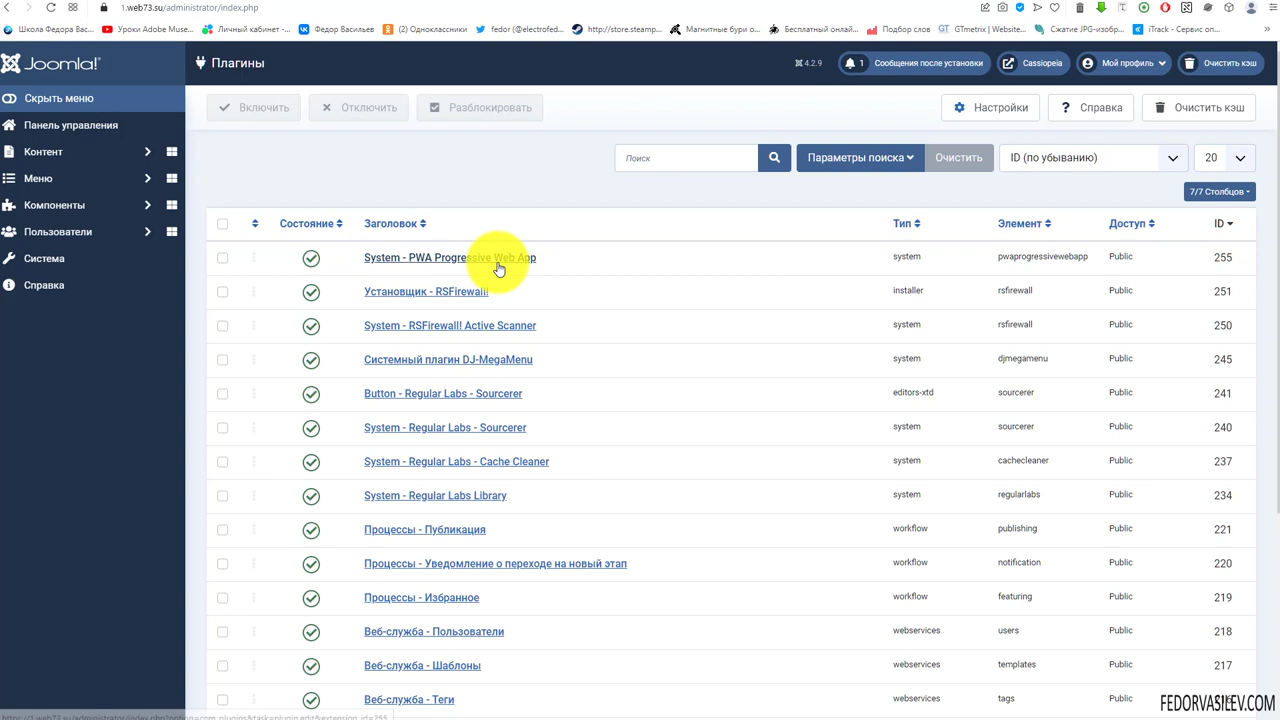 1.web73.su/administrator/index.php
Школа Федора Вас...
Уроки Adobe Muse...
Личный кабинет -...
Федор Васильев
(2) Одноклассники
fedor (@electrofed...
http://store.steamp...
Магнитные бури о...
Бесплатный онлай...
Подбор слов
GTmetrix | Website...
Сжатие JPG-изобр...
iTrack - Сервис оп...
Joomla!
Плагины
4.2.9
1 Сообщения после установки
Cassiopeia
Мой профиль
Очистить кэш
Скрыть меню
Панель управления
Контент
Меню
Компоненты
Пользователи
Система
Справка
Включить
Отключить
Разблокировать
Настройки
? Справка
Очистить кэш
Поиск
Параметры поиска
Очистить
ID (по убыванию)
20
7/7 Столбцов
Состояние Заголовок Тип Элемент Доступ ID
System - PWA Progressive Web App system pwaprogressivewebapp Public 255
Установщик - RSFirewall! installer rsfirewall Public 251
System - RSFirewall! Active Scanner system rsfirewall Public 250
Системный плагин DJ-MegaMenu system djmegamenu Public 245
Button - Regular Labs - Sourcerer editors-xtd sourcerer Public 241
System - Regular Labs - Sourcerer system sourcerer Public 240
System - Regular Labs - Cache Cleaner system cachecleaner Public 237
System - Regular Labs Library system regularlabs Public 234
Процессы - Публикация workflow publishing Public 221
Процессы - Уведомление о переходе на новый этап workflow notification Public 220
Процессы - Избранное workflow featuring Public 219
Веб-служба - Пользователи webservices users Public 218
Веб-служба - Шаблоны webservices templates Public 217
Веб-служба - Теги webservices tags Public
FEDORVASILEV.COM